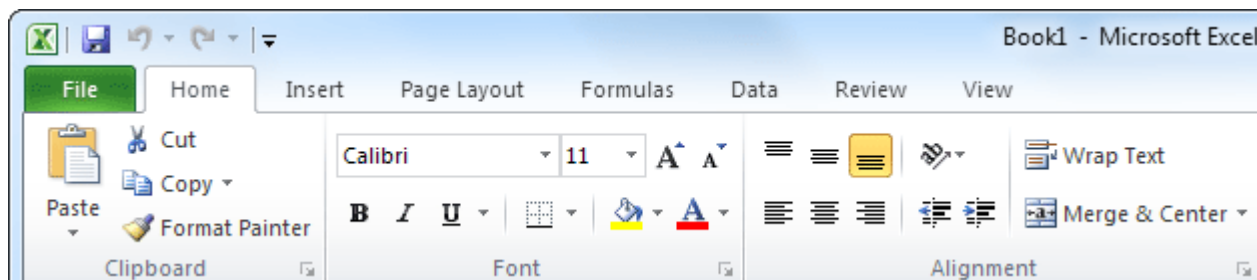 Book1 - Microsoft Excel
File Home Insert Page Layout Formulas Data Review View
Paste
Cut
Copy
Format Painter
Clipboard
Calibri 11 A A
B I U A
Font
Wrap Text
Merge & Center
Alignment